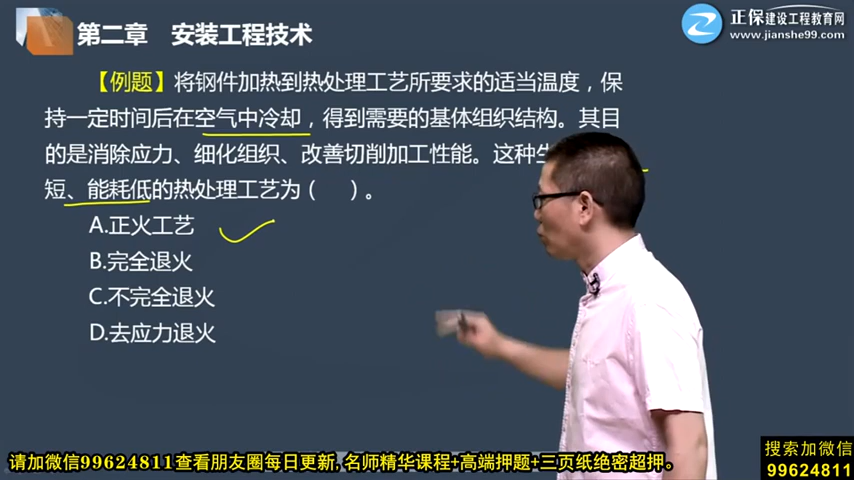 第二章 安装工程技术
正保建设工程教育网
www.jianshe99.com
【例题】将钢件加热到热处理工艺所要求的适当温度，保
持一定时间后在空气中冷却，得到需要的基体组织结构。其目
的是消除应力、细化组织、改善切削加工性能。这种生
短、能耗低的热处理工艺为（ ）。
A.正火工艺
B.完全退火
C.不完全退火
D.去应力退火
搜索加微信
99624811
请加微信99624811查看朋友圈每日更新,名师精华课程+高端押题+三页纸绝密超押。